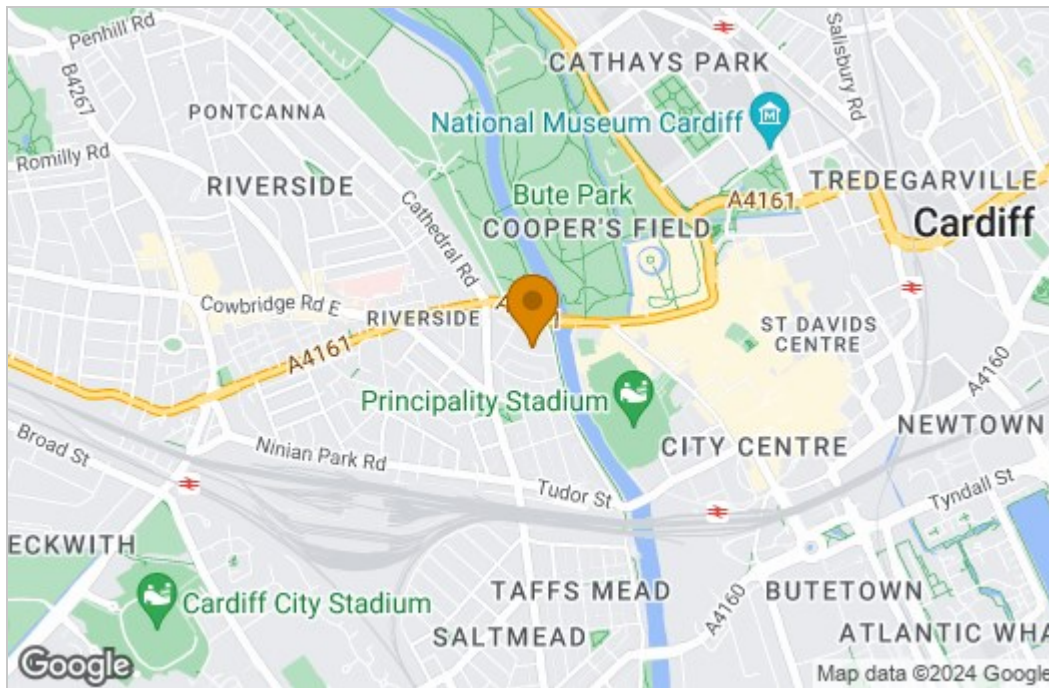 Penhill Rd
B4267
Salisbury Rd
CATHAYS PARK
PONTCANNA
National Museum Cardiff
Romilly Rd
RIVERSIDE
Cathedral Rd
Bute Park
COOPER'S FIELD
A4161
TREDEGARVILLE
Cardiff
Cowbridge Rd E
RIVERSIDE
A4161
ST DAVIDS
CENTRE
A4160
Principality Stadium
CITY CENTRE
NEWTOWN
Broad St
Ninian Park Rd
Tudor St
Tyndall St
ECKWITH
TAFFS MEAD
BUTETOWN
Cardiff City Stadium
SALTMEAD
A4160
ATLANTIC WHA
Google
Map data ©2024 Google